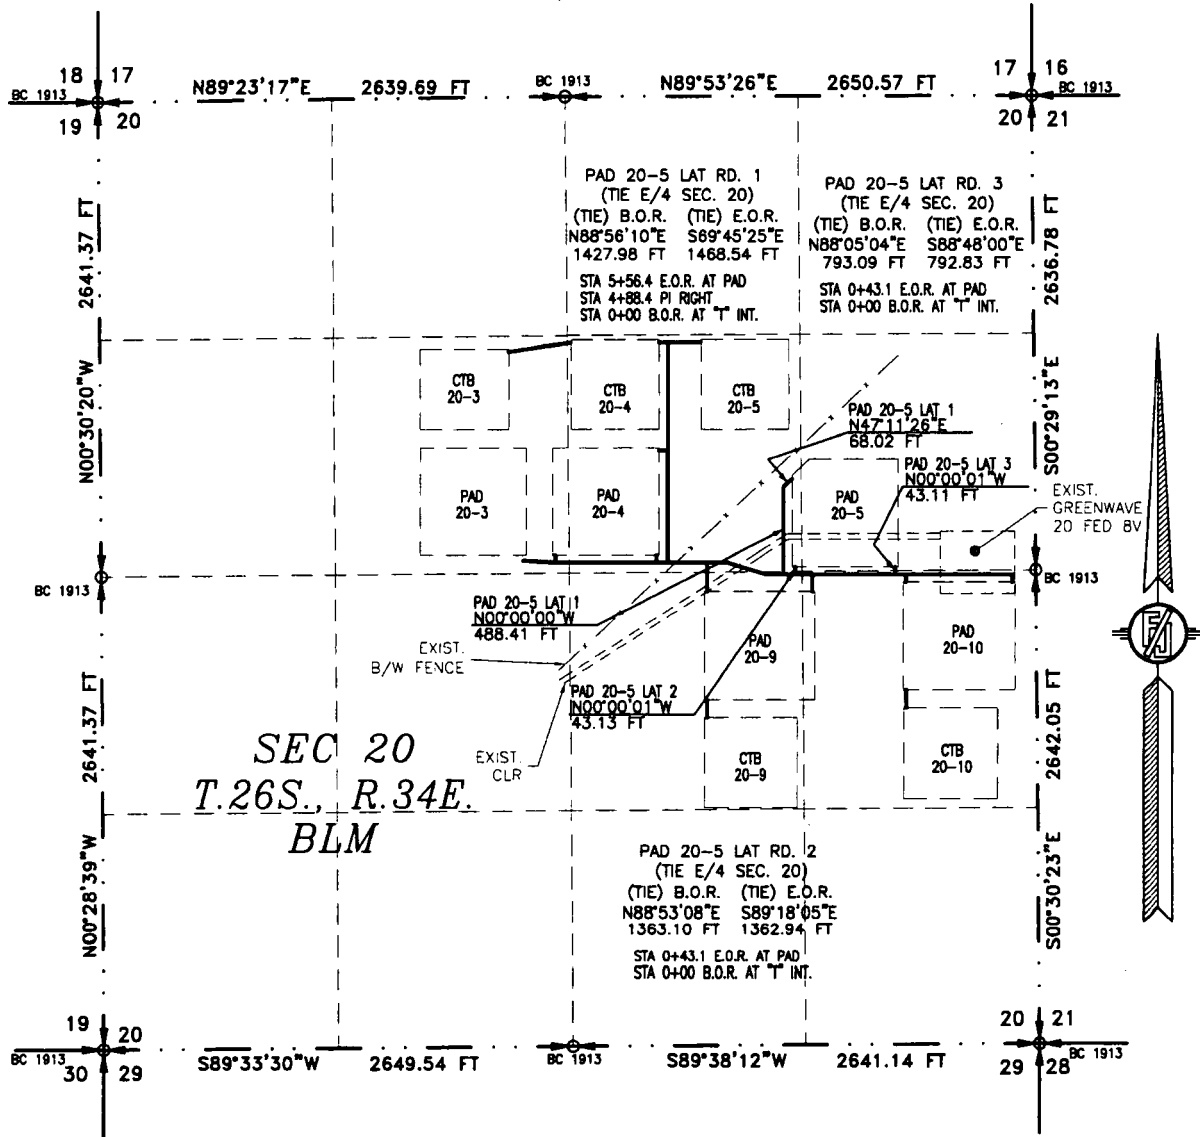 18 17
BC 1913
19 20
N89°23'17"E 2639.69 FT
BC 1913
N89°53'26"E 2650.57 FT
17 16
BC 1913
20 21
2641.37 FT
N00°30'20"W
2636.78 FT
S00°29'13"E
PAD 20-5 LAT RD. 1
(TIE E/4 SEC. 20)
(TIE) B.O.R. (TIE) E.O.R.
N88°56'10"E S69°45'25"E
1427.98 FT 1468.54 FT
STA 5+56.4 E.O.R. AT PAD
STA 4+88.4 PI RIGHT
STA 0+00 B.O.R. AT "T" INT.
PAD 20-5 LAT RD. 3
(TIE E/4 SEC. 20)
(TIE) B.O.R. (TIE) E.O.R.
N88°05'04"E S88°48'00"E
793.09 FT 792.83 FT
STA 0+43.1 E.O.R. AT PAD
STA 0+00 B.O.R. AT "T" INT.
CTB
20-3
CTB
20-4
CTB
20-5
PAD 20-5 LAT 1
N47°11'26"E
68.02 FT
PAD
20-3
PAD
20-4
PAD
20-5
PAD 20-5 LAT 3
N00°00'01"W
43.11 FT
EXIST.
GREENWAVE
20 FED 8V
BC 1913
BC 1913
PAD 20-5 LAT 1
N00°00'00"W
488.41 FT
EXIST.
B/W FENCE
PAD
20-9
PAD
20-10
PAD 20-5 LAT 2
N00°00'01"W
43.13 FT
EXIST.
CLR
CTB
20-9
CTB
20-10
SEC 20
T.26S., R.34E.
BLM
2641.37 FT
N00°28'39"W
2642.05 FT
S00°30'23"E
PAD 20-5 LAT RD. 2
(TIE E/4 SEC. 20)
(TIE) B.O.R. (TIE) E.O.R.
N88°53'08"E S89°18'05"E
1363.10 FT 1362.94 FT
STA 0+43.1 E.O.R. AT PAD
STA 0+00 B.O.R. AT "T" INT.
19 20
BC 1913
30 29
S89°33'30"W 2649.54 FT
BC 1913
S89°38'12"W 2641.14 FT
20 21
BC 1913
29 28